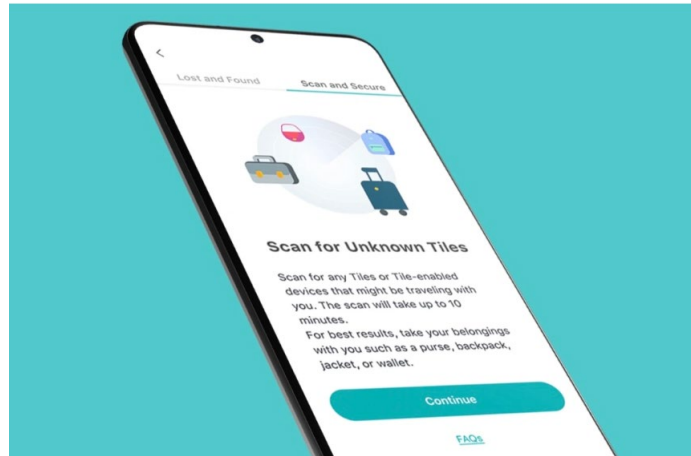 Lost and Found
Scan and Secure
Scan for Unknown Tiles
Scan for any Tiles or Tile-enabled
devices that might be traveling with
you. The scan will take up to 10
minutes.
For best results, take your belongings
with you such as a purse, backpack,
jacket, or wallet.
Continue
FAQs